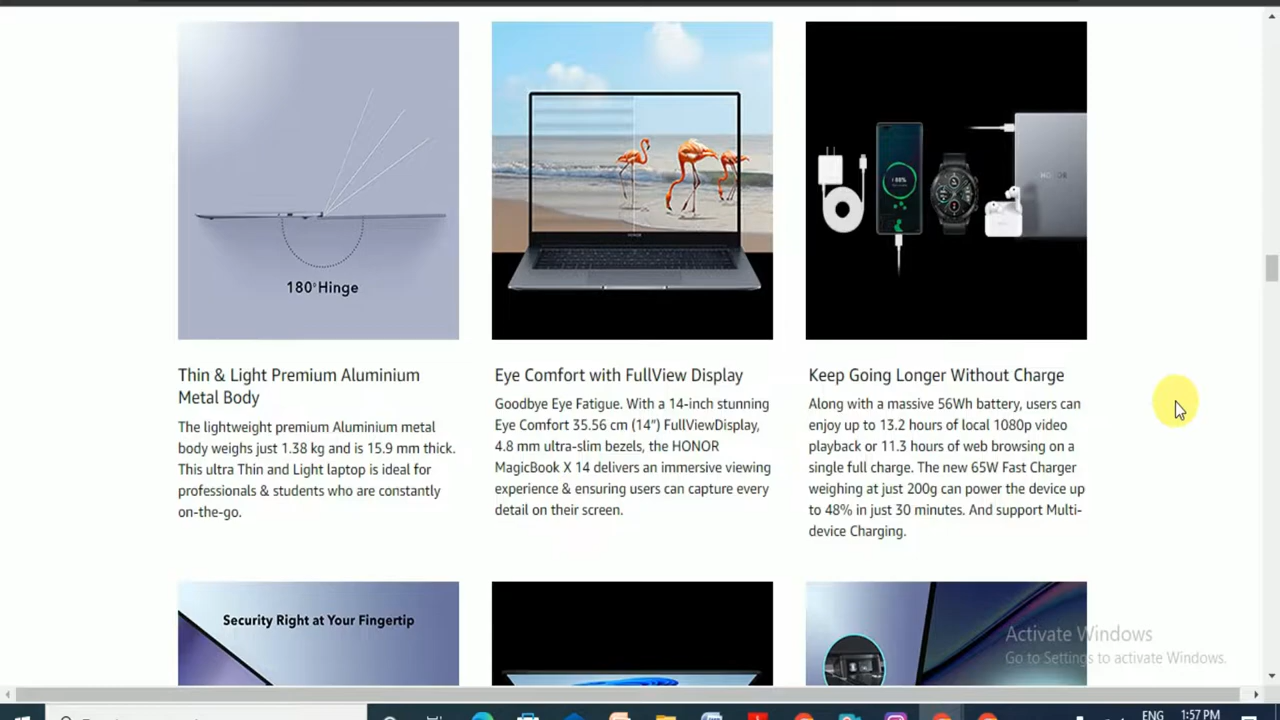 180°Hinge
HONOR
Thin & Light Premium Aluminium
Metal Body
The lightweight premium Aluminium metal
body weighs just 1.38 kg and is 15.9 mm thick.
This ultra Thin and Light laptop is ideal for
professionals & students who are constantly
on-the-go.
Eye Comfort with FullView Display
Goodbye Eye Fatigue. With a 14-inch stunning
Eye Comfort 35.56 cm (14”) FullViewDisplay,
4.8 mm ultra-slim bezels, the HONOR
MagicBook X 14 delivers an immersive viewing
experience & ensuring users can capture every
detail on their screen.
Keep Going Longer Without Charge
Along with a massive 56Wh battery, users can
enjoy up to 13.2 hours of local 1080p video
playback or 11.3 hours of web browsing on a
single full charge. The new 65W Fast Charger
weighing at just 200g can power the device up
to 48% in just 30 minutes. And support Multi-
device Charging.
Security Right at Your Fingertip
Activate Windows
Go to Settings to activate Windows.
ENG
1:57 PM